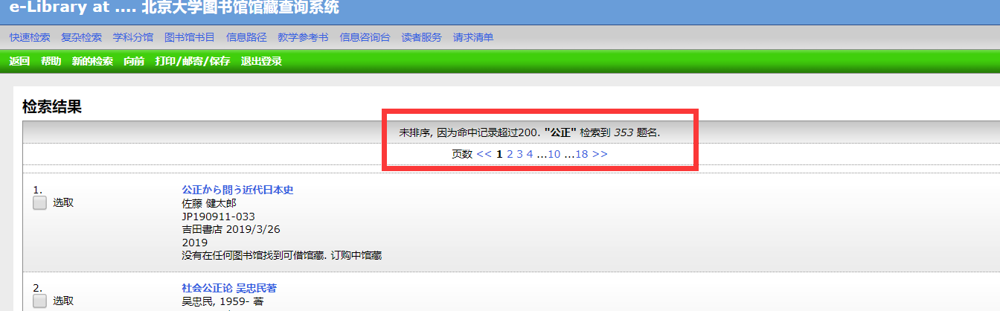 e-Library at .... 北京大学图书馆馆藏查询系统
快速检索 复杂检索 学科分馆 图书馆书目 信息路径 教学参考书 信息咨询台 读者服务 请求清单
返回 帮助 新的检索 向前 打印/邮寄/保存 退出登录
检索结果
未排序, 因为命中记录超过200. "公正" 检索到 353 题名.
页数 << 1 2 3 4 ...10 ...18 >>
1.
选取
公正から問う近代日本史
佐藤 健太郎
JP190911-033
吉田書店 2019/3/26
2019
没有在任何图书馆找到可借馆藏. 订购中馆藏
2.
选取
社会公正论 吴忠民著
吴忠民, 1959- 著